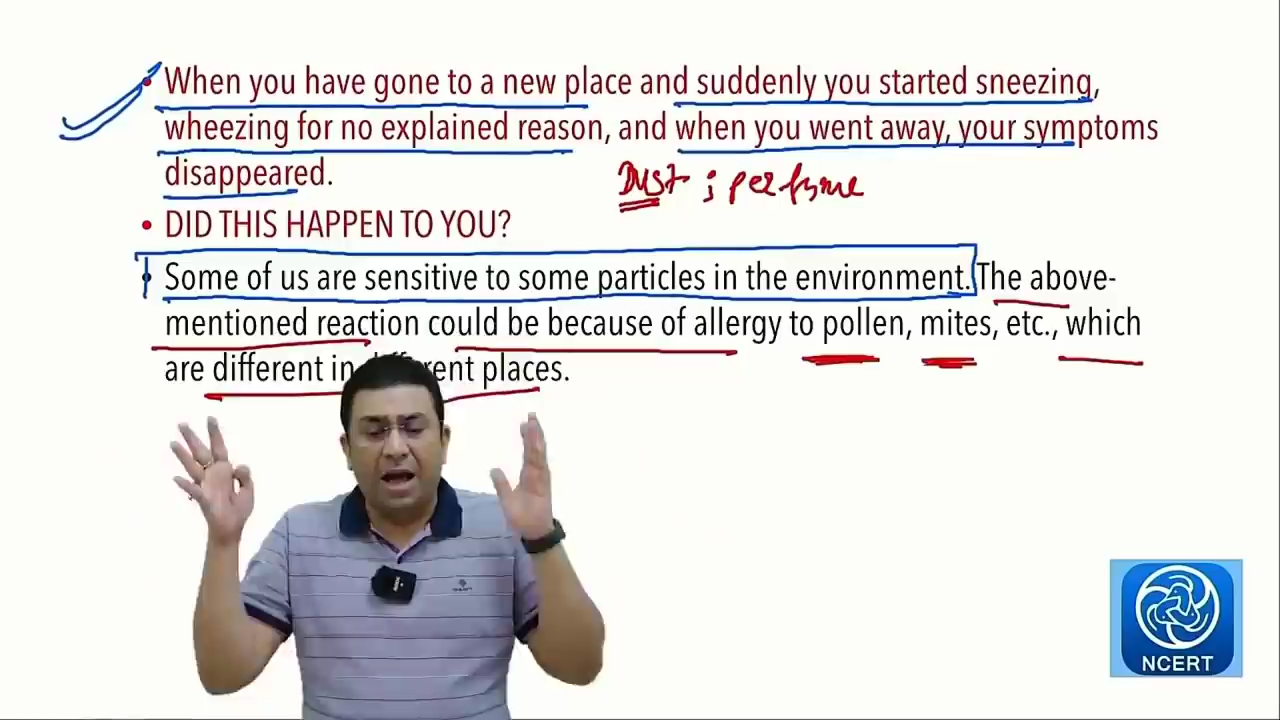 • When you have gone to a new place and suddenly you started sneezing,
wheezing for no explained reason, and when you went away, your symptoms
disappeared.
Dust ; perfume
• DID THIS HAPPEN TO YOU?
• Some of us are sensitive to some particles in the environment. The above-
mentioned reaction could be because of allergy to pollen, mites, etc., which
are different in different places.
NCERT